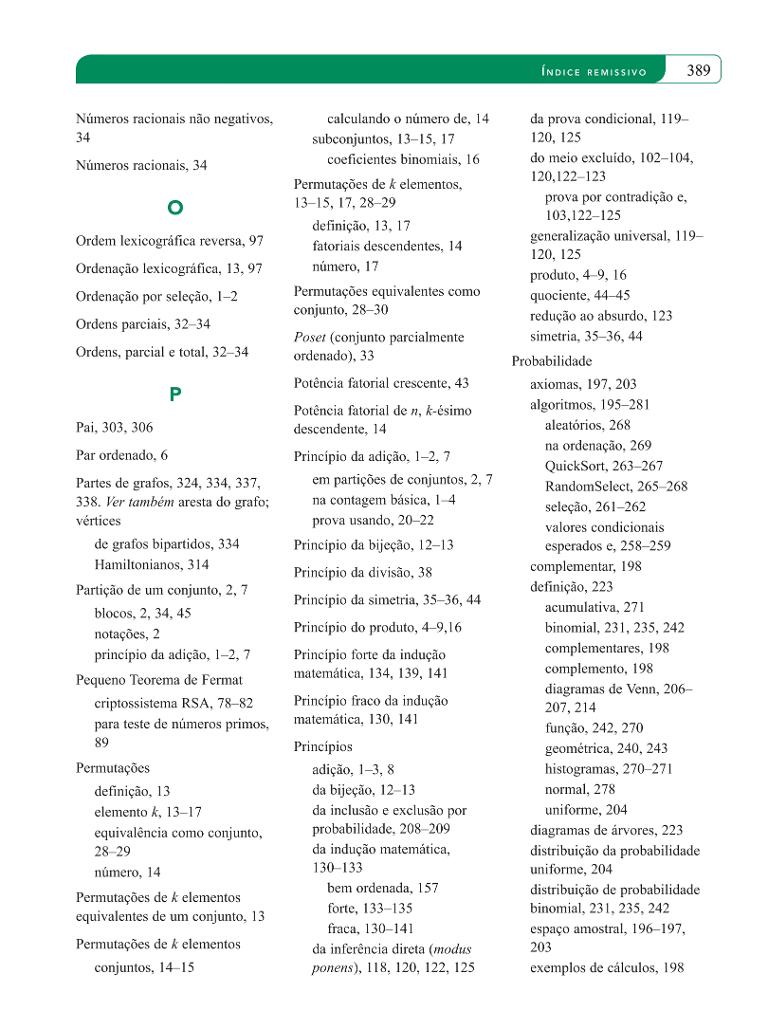 ÍNDICE REMISSIVO 389
Números racionais não negativos,
34
Números racionais, 34
O
Ordem lexicográfica reversa, 97
Ordenação lexicográfica, 13, 97
Ordenação por seleção, 1–2
Ordens parciais, 32–34
Ordens, parcial e total, 32–34
P
Pai, 303, 306
Par ordenado, 6
Partes de grafos, 324, 334, 337,
338. Ver também aresta do grafo;
vértices
de grafos bipartidos, 334
Hamiltonianos, 314
Partição de um conjunto, 2, 7
blocos, 2, 34, 45
notações, 2
princípio da adição, 1–2, 7
Pequeno Teorema de Fermat
criptossistema RSA, 78–82
para teste de números primos,
89
Permutações
definição, 13
elemento k, 13–17
equivalência como conjunto,
28–29
número, 14
Permutações de k elementos
equivalentes de um conjunto, 13
Permutações de k elementos
conjuntos, 14–15
calculando o número de, 14
subconjuntos, 13–15, 17
coeficientes binomiais, 16
Permutações de k elementos,
13–15, 17, 28–29
definição, 13, 17
fatoriais descendentes, 14
número, 17
Permutações equivalentes como
conjunto, 28–30
Poset (conjunto parcialmente
ordenado), 33
Potência fatorial crescente, 43
Potência fatorial de n, k-ésimo
descendente, 14
Princípio da adição, 1–2, 7
em partições de conjuntos, 2, 7
na contagem básica, 1–4
prova usando, 20–22
Princípio da bijeção, 12–13
Princípio da divisão, 38
Princípio da simetria, 35–36, 44
Princípio do produto, 4–9,16
Princípio forte da indução
matemática, 134, 139, 141
Princípio fraco da indução
matemática, 130, 141
Princípios
adição, 1–3, 8
da bijeção, 12–13
da inclusão e exclusão por
probabilidade, 208–209
da indução matemática,
130–133
bem ordenada, 157
forte, 133–135
fraca, 130–141
da inferência direta (modus
ponens), 118, 120, 122, 125
da prova condicional, 119–
120, 125
do meio excluído, 102–104,
120,122–123
prova por contradição e,
103,122–125
generalização universal, 119–
120, 125
produto, 4–9, 16
quociente, 44–45
redução ao absurdo, 123
simetria, 35–36, 44
Probabilidade
axiomas, 197, 203
algoritmos, 195–281
aleatórios, 268
na ordenação, 269
QuickSort, 263–267
RandomSelect, 265–268
seleção, 261–262
valores condicionais
esperados e, 258–259
complementar, 198
definição, 223
acumulativa, 271
binomial, 231, 235, 242
complementares, 198
complemento, 198
diagramas de Venn, 206–
207, 214
função, 242, 270
geométrica, 240, 243
histogramas, 270–271
normal, 278
uniforme, 204
diagramas de árvores, 223
distribuição da probabilidade
uniforme, 204
distribuição de probabilidade
binomial, 231, 235, 242
espaço amostral, 196–197,
203
exemplos de cálculos, 198